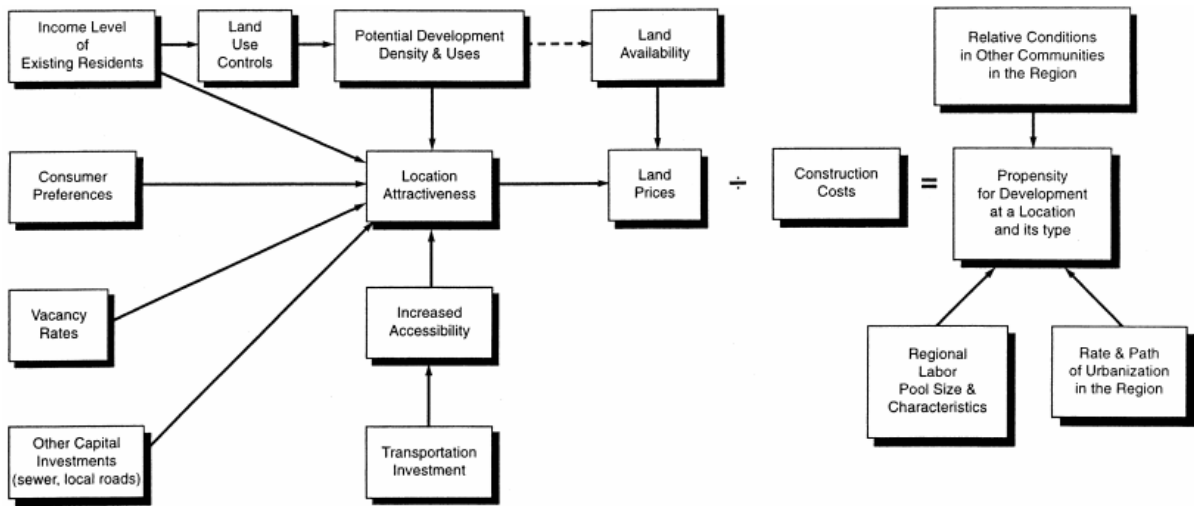 Income Level
of
Existing Residents
Land
Use
Controls
Potential Development
Density & Uses
Land
Availability
Relative Conditions
in Other Communities
in the Region
Consumer
Preferences
Location
Attractiveness
Land
Prices
÷
Construction
Costs
=
Propensity
for Development
at a Location
and its type
Vacancy
Rates
Increased
Accessibility
Regional
Labor
Pool Size &
Characteristics
Rate & Path
of Urbanization
in the Region
Other Capital
Investments
(sewer, local roads)
Transportation
Investment